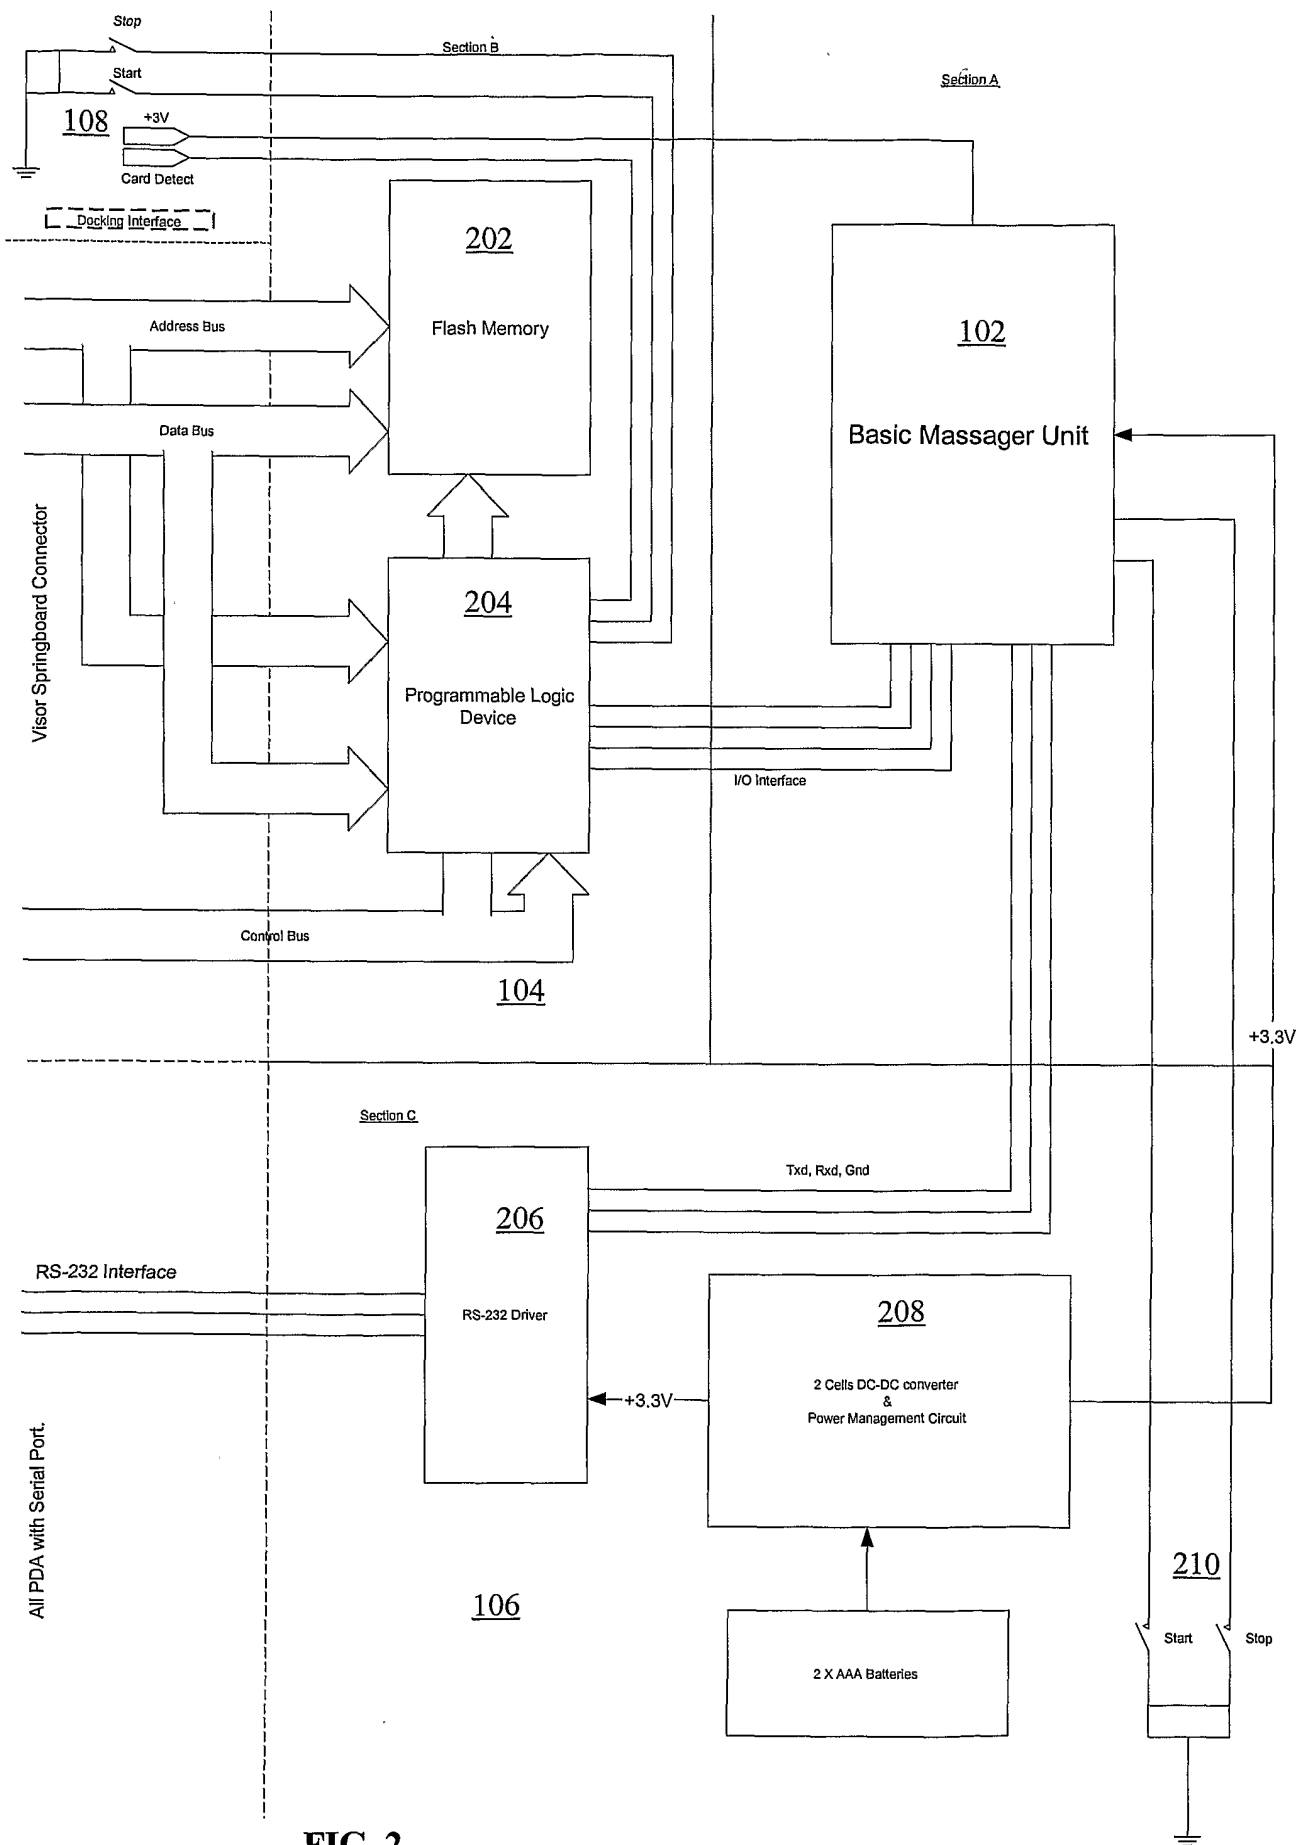 Stop
Section B
Section A
Start
108
+3V
Card Detect
Docking Interface
202
Flash Memory
Address Bus
102
Basic Massager Unit
Data Bus
Visor Springboard Connector
204
Programmable Logic
Device
I/O Interface
Control Bus
104
+3.3V
Section C
Txd, Rxd, Gnd
206
RS-232 Interface
RS-232 Driver
208
2 Cells DC-DC converter
&
Power Management Circuit
+3.3V
All PDA with Serial Port.
106
210
Start
Stop
2 X AAA Batteries
FIG. 2